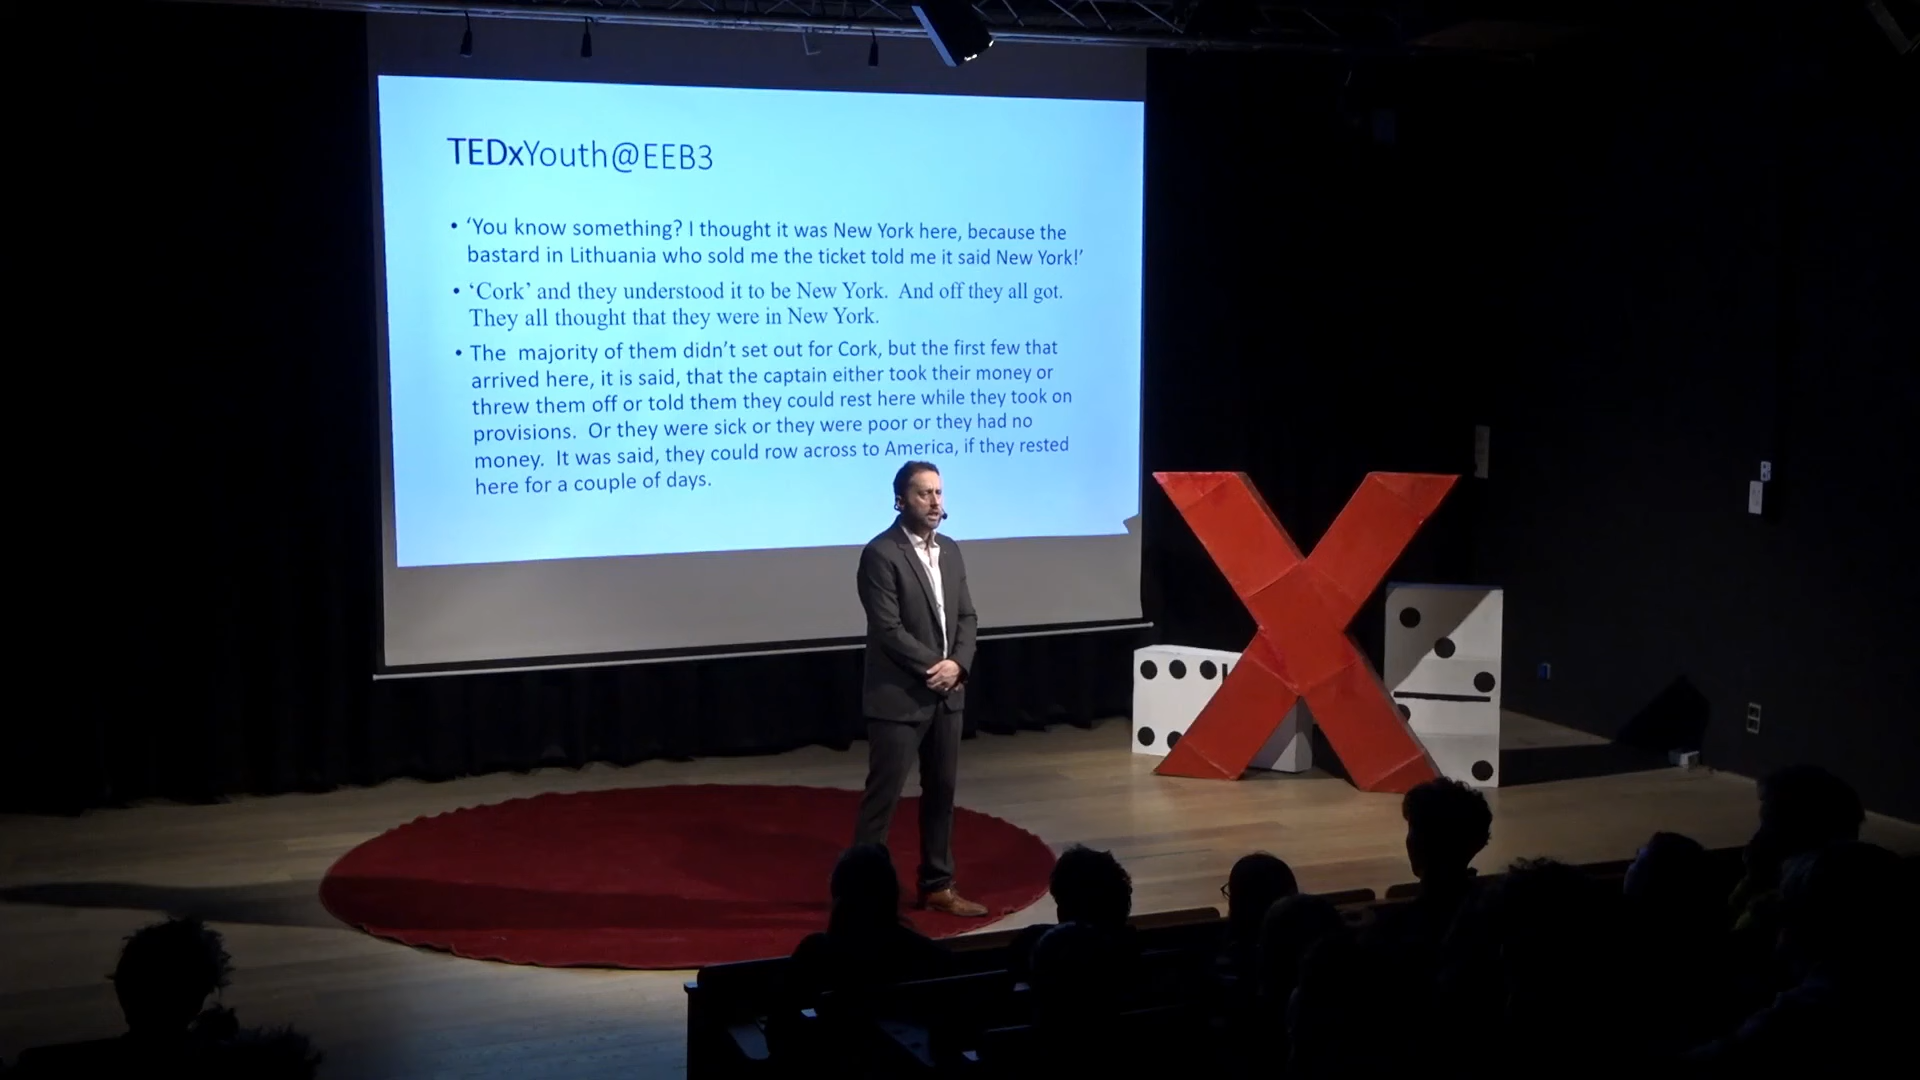 TEDxYouth@EEB3
• ‘You know something? I thought it was New York here, because the
bastard in Lithuania who sold me the ticket told me it said New York!’
• ‘Cork’ and they understood it to be New York.  And off they all got.
They all thought that they were in New York.
• The  majority of them didn’t set out for Cork, but the first few that
arrived here, it is said, that the captain either took their money or
threw them off or told them they could rest here while they took on
provisions.  Or they were sick or they were poor or they had no
money.  It was said, they could row across to America, if they rested
here for a couple of days.
X